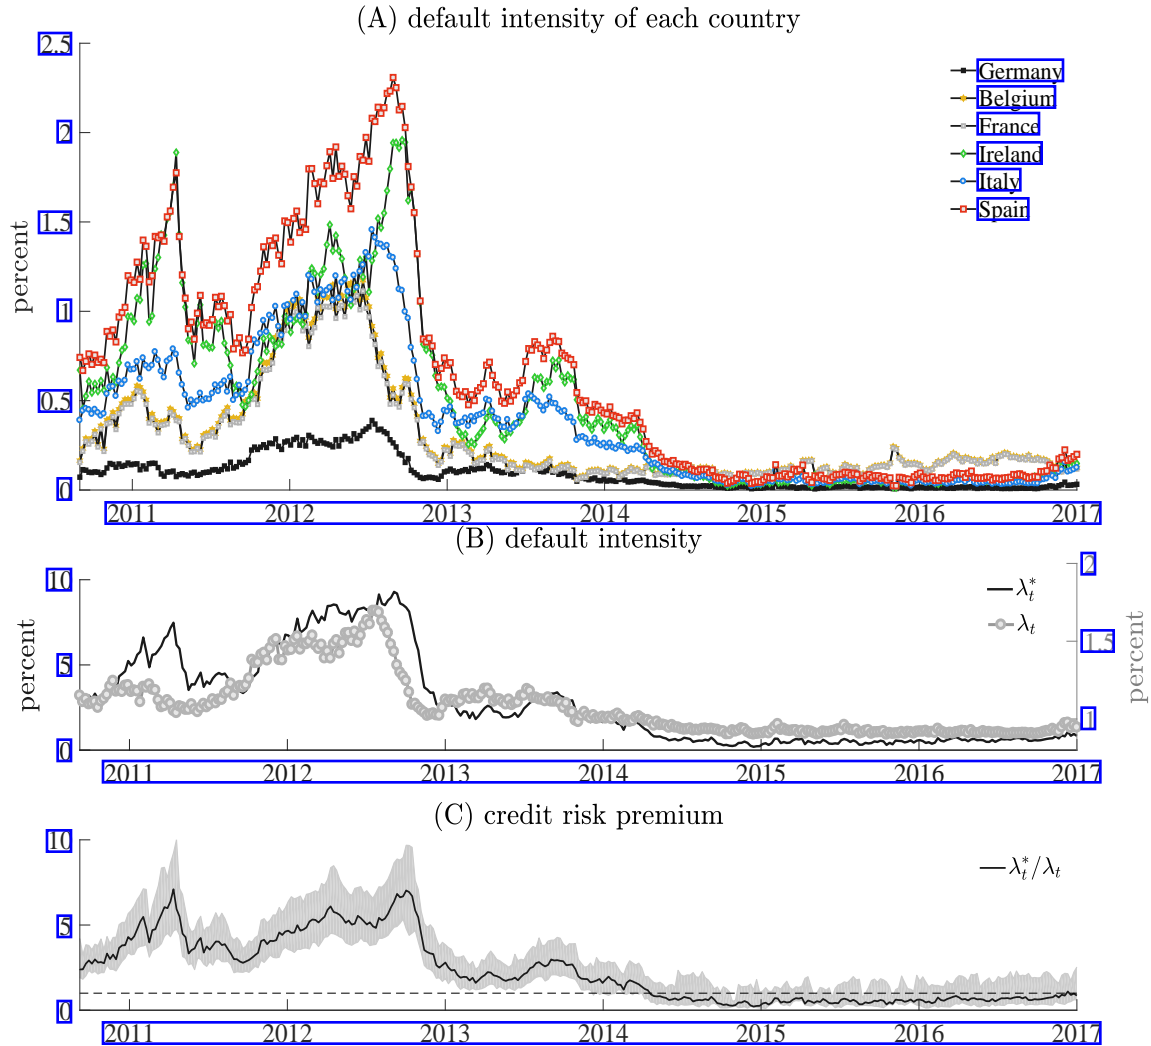 (A) default intensity of each country
2.5
2
1.5
1
0.5
0
percent
Germany
Belgium
France
Ireland
Italy
Spain
2011 2012 2013 2014 2015 2016 2017
(B) default intensity
10
5
0
percent
2
1.5
1
percent
λ*ₜ
λₜ
2011 2012 2013 2014 2015 2016 2017
(C) credit risk premium
10
5
0
λ*ₜ/λₜ
2011 2012 2013 2014 2015 2016 2017